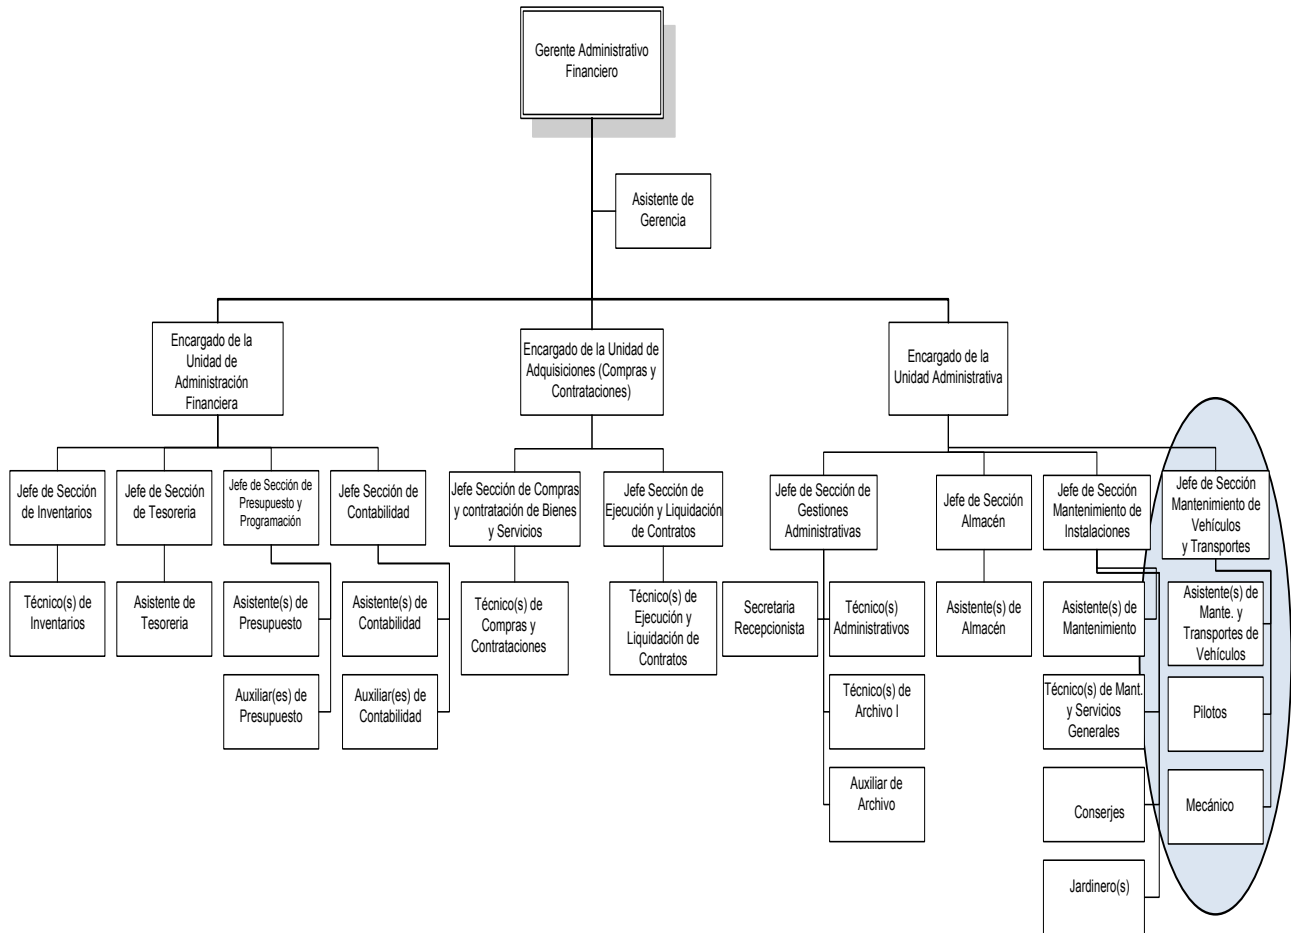 Gerente Administrativo
Financiero
Asistente de
Gerencia
Encargado de la
Unidad de
Administración
Financiera
Encargado de la Unidad de
Adquisiciones (Compras y
Contrataciones)
Encargado de la
Unidad Administrativa
Jefe de Sección
de Inventarios
Jefe de Sección
de Tesoreria
Jefe de Sección de
Presupuesto y
Programación
Jefe Sección de
Contabilidad
Jefe Sección de Compras
y contratación de Bienes
y Servicios
Jefe Sección de
Ejecución y Liquidación
de Contratos
Jefe de Sección de
Gestiones
Administrativas
Jefe de Sección
Almacén
Jefe de Sección
Mantenimiento de
Instalaciones
Jefe de Sección
Mantenimiento de
Vehículos
y Transportes
Técnico(s) de
Inventarios
Asistente de
Tesoreria
Asistente(s) de
Presupuesto
Asistente(s) de
Contabilidad
Técnico(s) de
Compras y
Contrataciones
Técnico(s) de
Ejecución y
Liquidación de
Contratos
Secretaria
Recepcionista
Técnico(s)
Administrativos
Asistente(s) de
Almacén
Asistente(s) de
Mantenimiento
Asistente(s) de
Mante. y
Transportes de
Vehículos
Auxiliar(es) de
Presupuesto
Auxiliar(es) de
Contabilidad
Técnico(s) de
Archivo I
Técnico(s) de Mant.
y Servicios
Generales
Pilotos
Auxiliar de
Archivo
Conserjes
Mecánico
Jardinero(s)